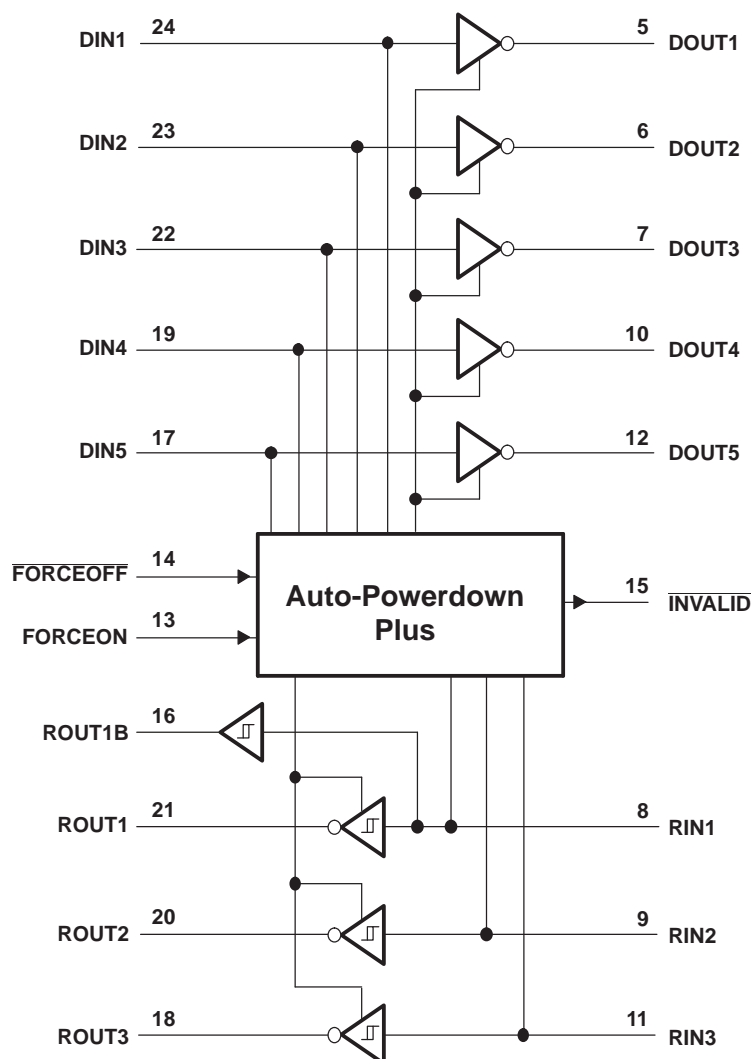 DIN1 24 5 DOUT1
DIN2 23 6 DOUT2
DIN3 22 7 DOUT3
DIN4 19 10 DOUT4
DIN5 17 12 DOUT5
FORCEOFF 14
Auto-Powerdown
Plus
15 INVALID
FORCEON 13
ROUT1B 16
ROUT1 21 8 RIN1
ROUT2 20 9 RIN2
ROUT3 18 11 RIN3